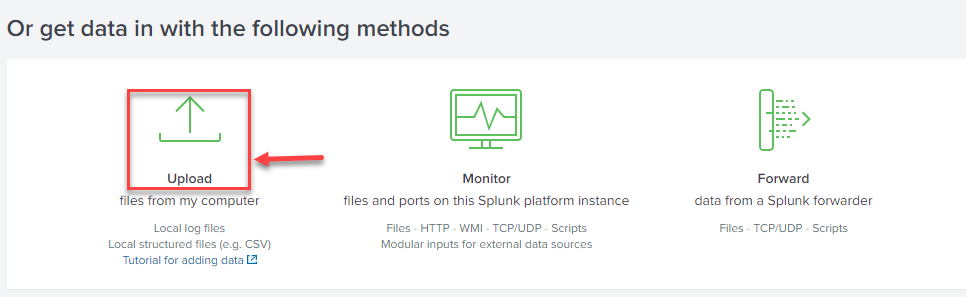 Or get data in with the following methods
Upload
files from my computer
Local log files
Local structured files (e.g. CSV)
Tutorial for adding data
Monitor
files and ports on this Splunk platform instance
Files - HTTP - WMI - TCP/UDP - Scripts
Modular inputs for external data sources
Forward
data from a Splunk forwarder
Files - TCP/UDP - Scripts